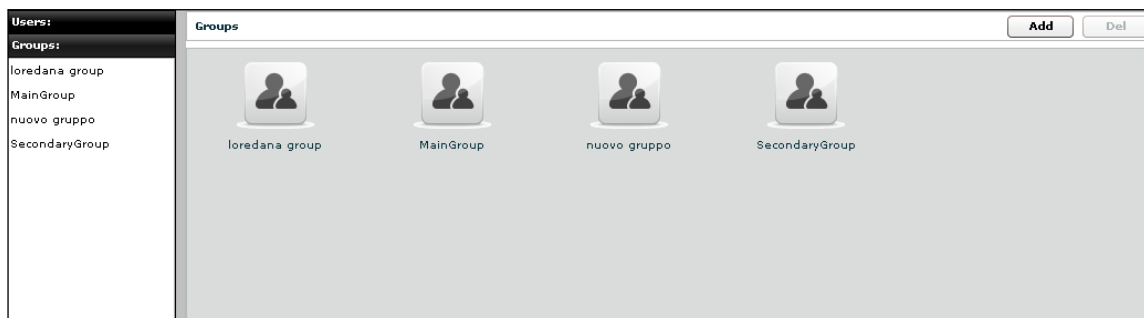 Users:
Groups:
loredana group
MainGroup
nuovo gruppo
SecondaryGroup
Groups
Add
Del
loredana group
MainGroup
nuovo gruppo
SecondaryGroup